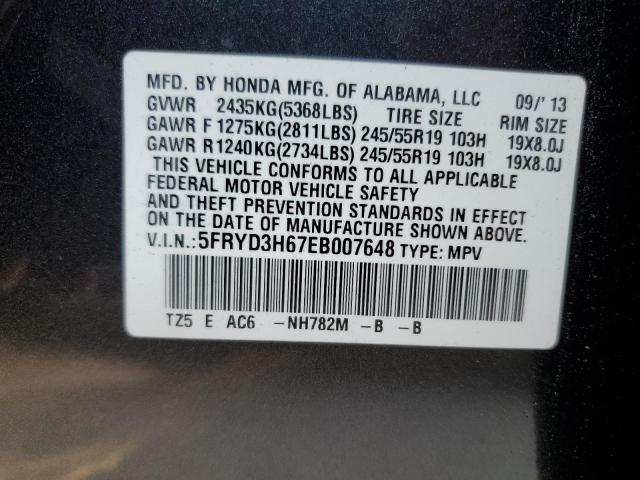 MFD. BY HONDA MFG. OF ALABAMA, LLC 09/'13
GVWR 2435KG(5368LBS) TIRE SIZE RIM SIZE
GAWR F 1275KG(2811LBS) 245/55R19 103H 19X8.0J
GAWR R1240KG(2734LBS) 245/55R19 103H 19X8.0J
THIS VEHICLE CONFORMS TO ALL APPLICABLE
FEDERAL MOTOR VEHICLE SAFETY
AND THEFT PREVENTION STANDARDS IN EFFECT
ON THE DATE OF MANUFACTURE SHOWN ABOVE.
V.I.N.:5FRYD3H67EB007648 TYPE: MPV
TZ5 E AC6 -NH782M -B -B